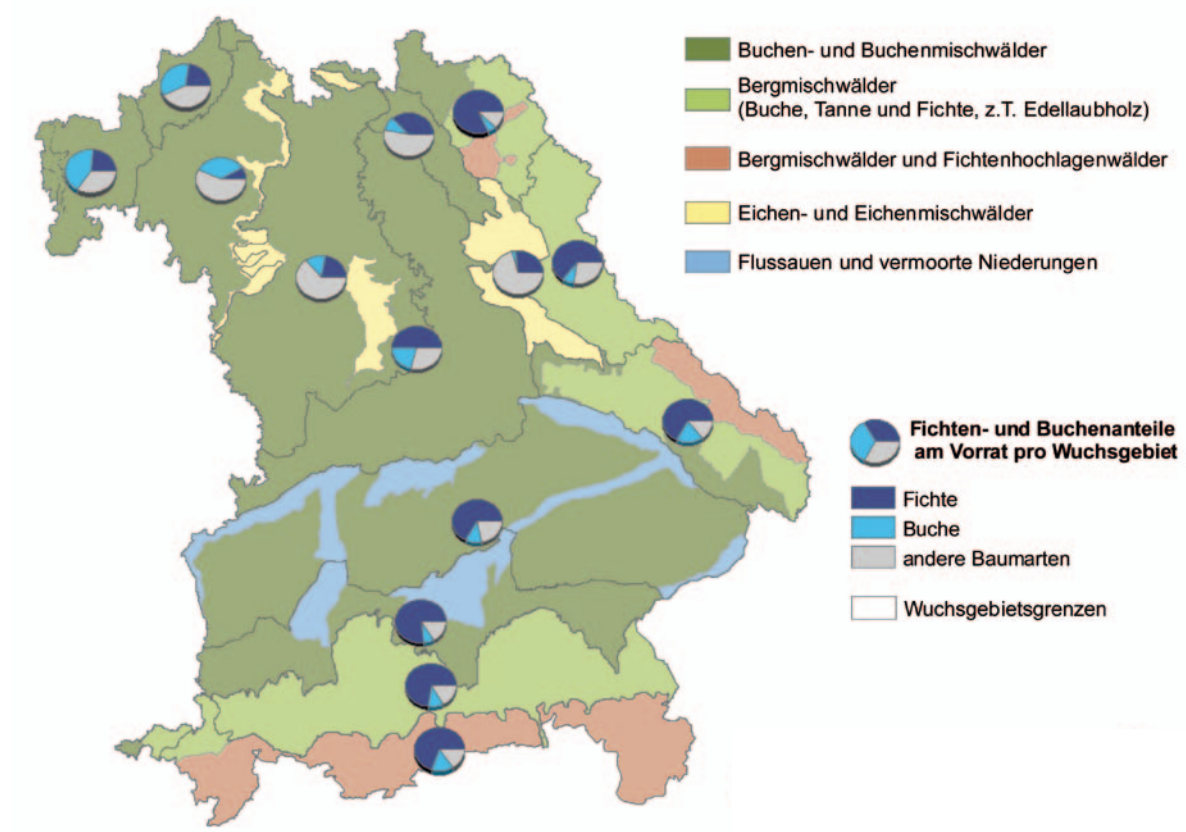 Buchen- und Buchenmischwälder
Bergmischwälder
(Buche, Tanne und Fichte, z.T. Edellaubholz)
Bergmischwälder und Fichtenhochlagenwälder
Eichen- und Eichenmischwälder
Flussauen und vermoorte Niederungen
Fichten- und Buchenanteile
am Vorrat pro Wuchsgebiet
Fichte
Buche
andere Baumarten
Wuchsgebietsgrenzen